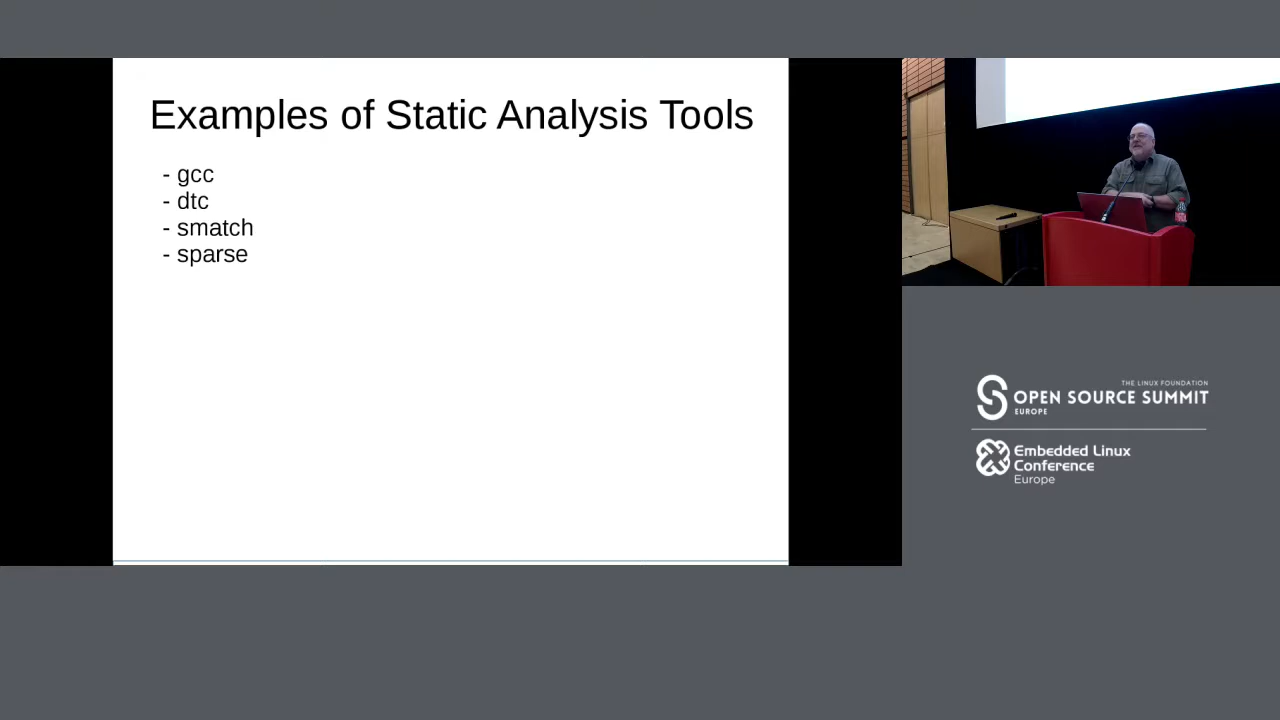 Examples of Static Analysis Tools
- gcc
- dtc
- smatch
- sparse
THE LINUX FOUNDATION
OPEN SOURCE SUMMIT
EUROPE
Embedded Linux
Conference
Europe